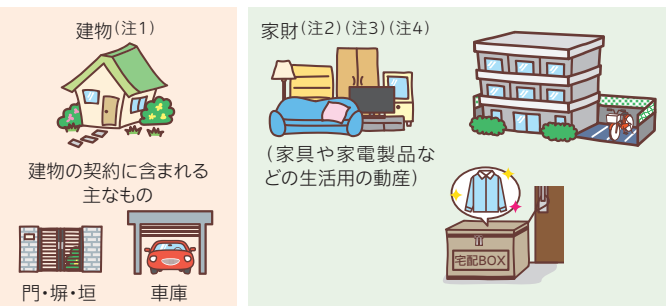 建物(注1)
建物の契約に含まれる
主なもの
門・塀・垣
車庫
家財(注2)(注3)(注4)
(家具や家電製品な
どの生活用の動産)
宅配BOX